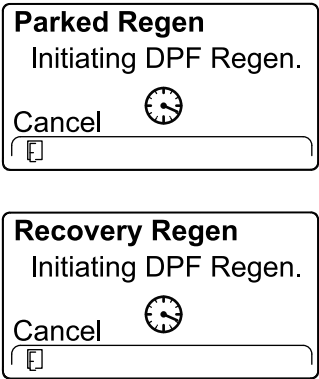 Parked Regen
Initiating DPF Regen.
Cancel
Recovery Regen
Initiating DPF Regen.
Cancel